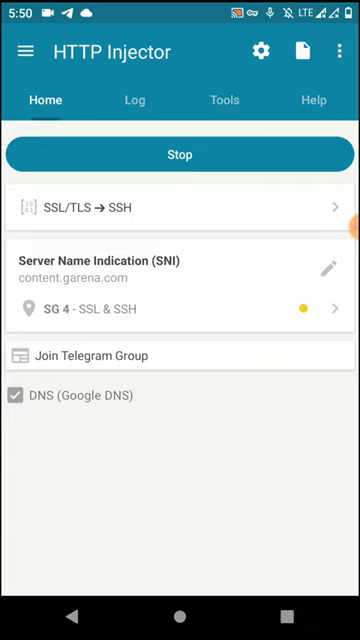 5:50
LTE
HTTP Injector
Home
Log
Tools
Help
Stop
SSL/TLS ➔ SSH
Server Name Indication (SNI)
content.garena.com
SG 4 - SSL & SSH
Join Telegram Group
DNS (Google DNS)